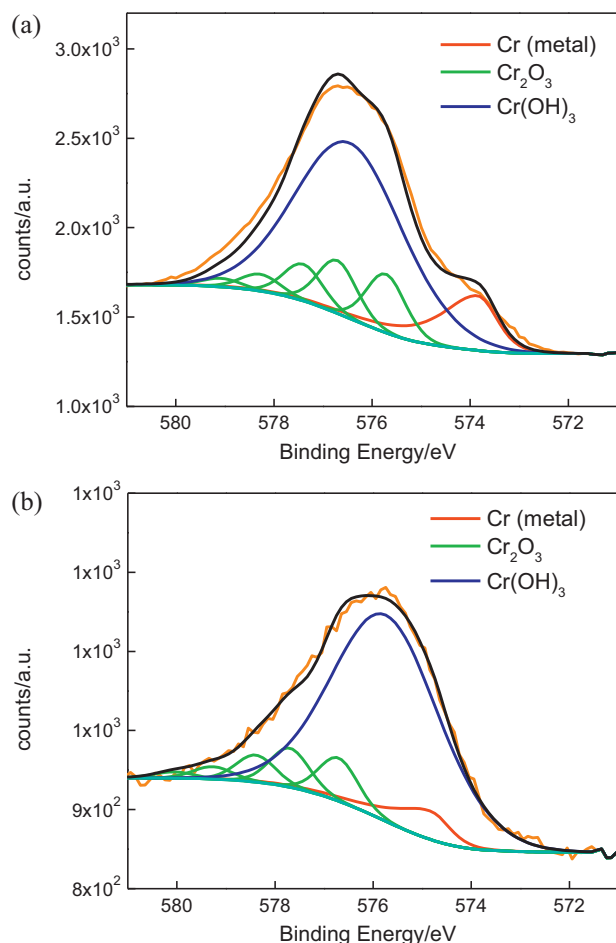 (a)
3.0x10³
2.5x10³
2.0x10³
1.5x10³
1.0x10³
counts/a.u.
Cr (metal)
Cr₂O₃
Cr(OH)₃
580 578 576 574 572
Binding Energy/eV
(b)
1x10³
1x10³
1x10³
1x10³
9x10²
8x10²
counts/a.u.
Cr (metal)
Cr₂O₃
Cr(OH)₃
580 578 576 574 572
Binding Energy/eV